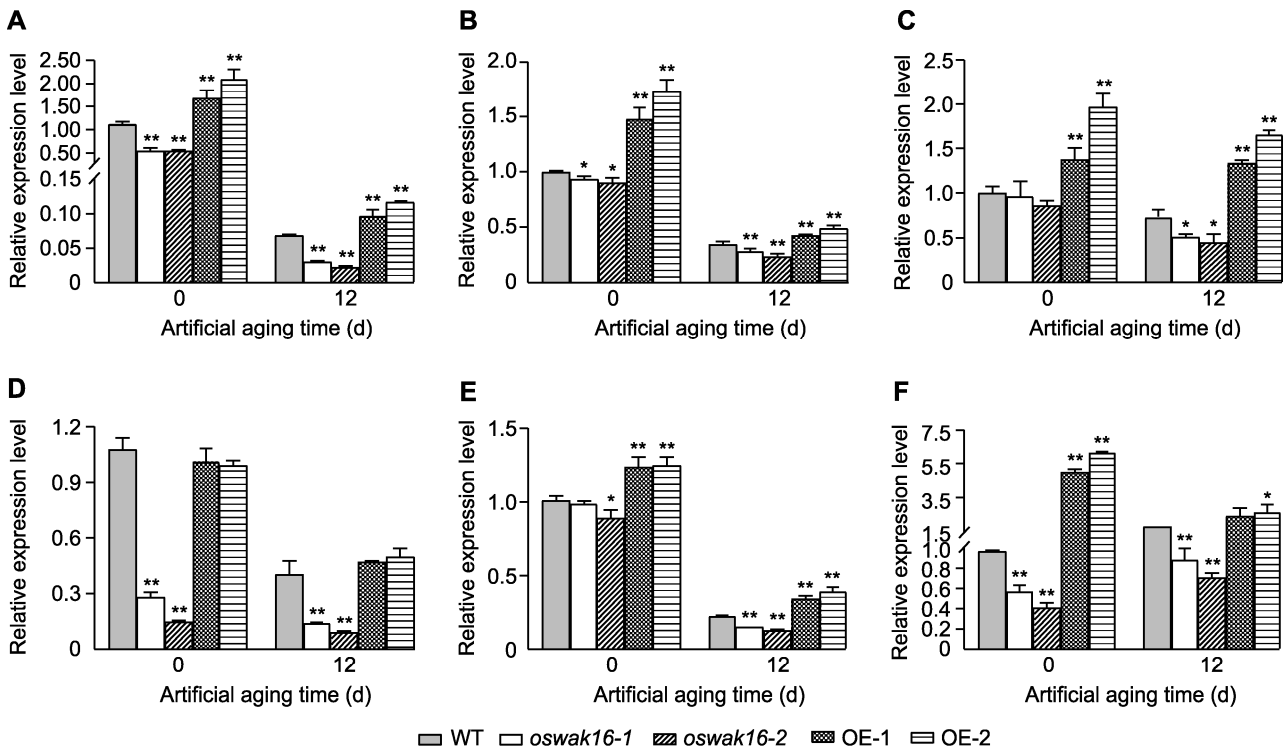 A
Relative expression level
2.50
2.00
1.50
1.00
0.50
0.15
0.10
0.05
0
** ** ** **
** ** ** **
0 12
Artificial aging time (d)
B
Relative expression level
2.0
1.5
1.0
0.5
0
* * ** **
** ** ** **
0 12
Artificial aging time (d)
C
Relative expression level
2.5
2.0
1.5
1.0
0.5
0
** **
* * ** **
0 12
Artificial aging time (d)
D
Relative expression level
1.2
0.9
0.6
0.3
0
** **
** **
0 12
Artificial aging time (d)
E
Relative expression level
1.5
1.0
0.5
0
* ** **
** ** ** **
0 12
Artificial aging time (d)
F
Relative expression level
7.5
5.5
3.5
1.5
1.0
0.8
0.6
0.4
0.2
0
** ** ** **
** ** *
0 12
Artificial aging time (d)
WT oswak16-1 oswak16-2 OE-1 OE-2